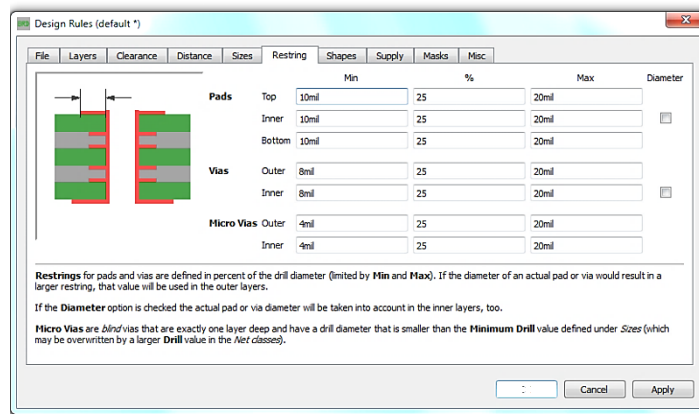 Design Rules (default *)
File Layers Clearance Distance Sizes Restring Shapes Supply Masks Misc
Min % Max Diameter
Pads Top 10mil 25 20mil
Inner 10mil 25 20mil
Bottom 10mil 25 20mil
Vias Outer 8mil 25 20mil
Inner 8mil 25 20mil
Micro Vias Outer 4mil 25 20mil
Inner 4mil 25 20mil
Restrings for pads and vias are defined in percent of the drill diameter (limited by Min and Max). If the diameter of an actual pad or via would result in a
larger restring, that value will be used in the outer layers.
If the Diameter option is checked the actual pad or via diameter will be taken into account in the inner layers, too.
Micro Vias are blind vias that are exactly one layer deep and have a drill diameter that is smaller than the Minimum Drill value defined under Sizes (which
may be overwritten by a larger Drill value in the Net classes).
Cancel Apply